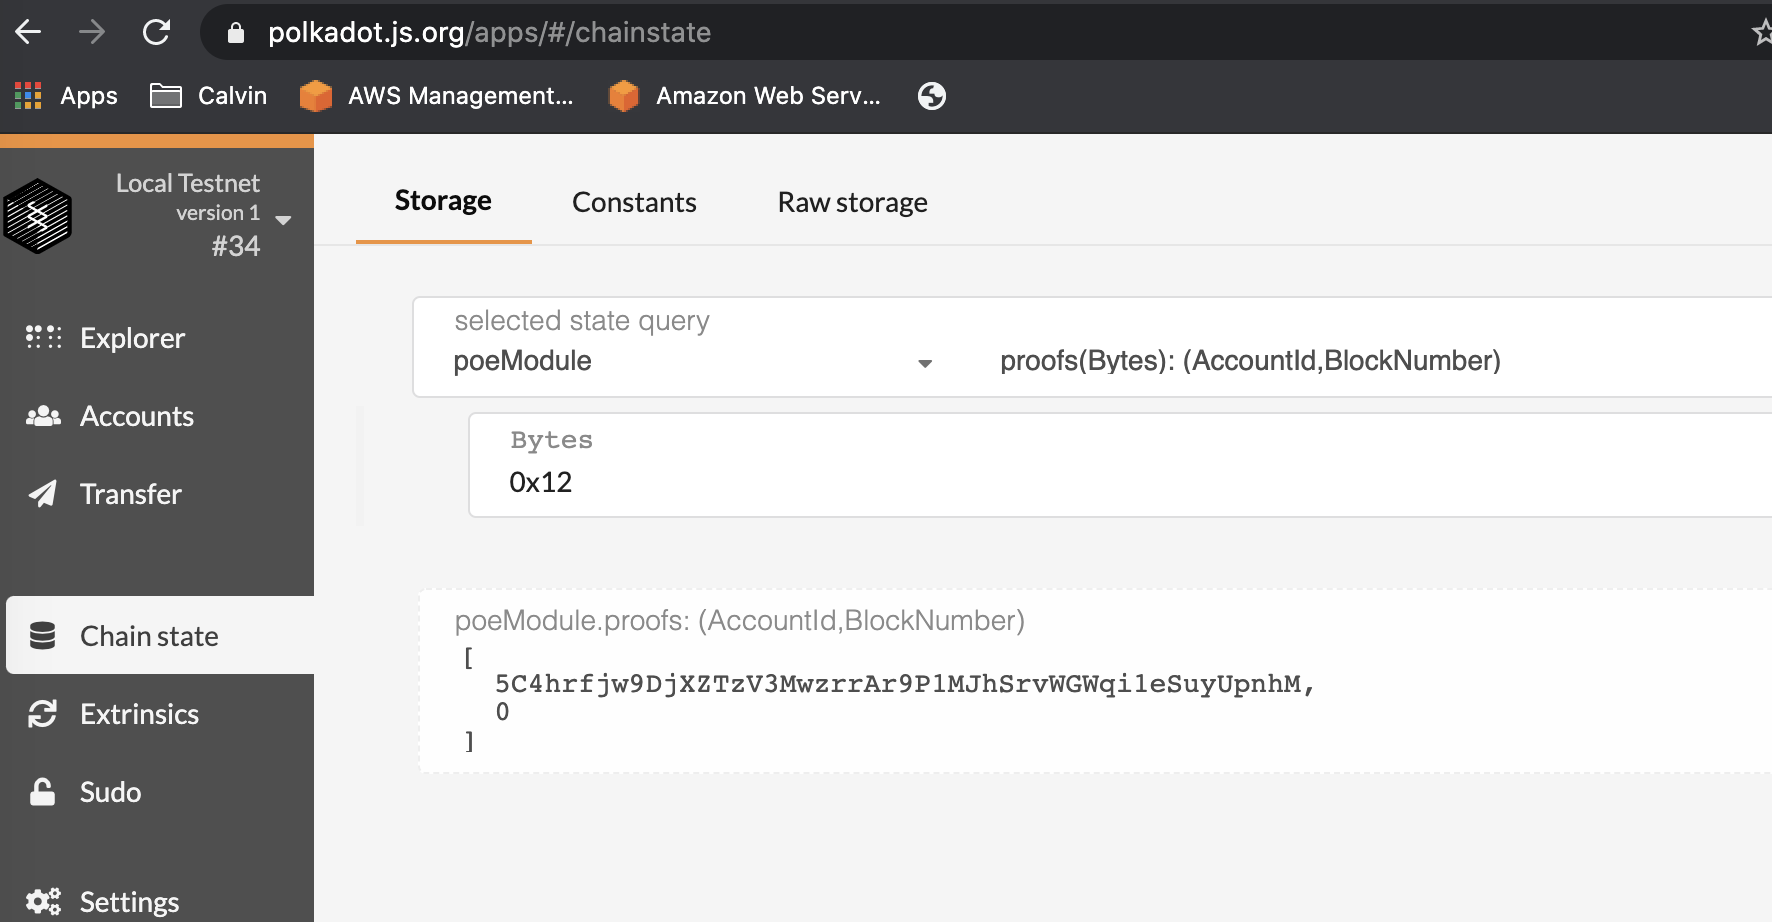 polkadot.js.org/apps/#/chainstate
Apps
Calvin
AWS Management...
Amazon Web Serv...
Local Testnet
version 1
#34
Explorer
Accounts
Transfer
Chain state
Extrinsics
Sudo
Settings
Storage
Constants
Raw storage
selected state query
poeModule
proofs(Bytes): (AccountId,BlockNumber)
Bytes
0x12
poeModule.proofs: (AccountId,BlockNumber)
[
5C4hrfjw9DjXZTzV3MwzrrAr9P1MJhSrvWGWqi1eSuyUpnhM,
0
]